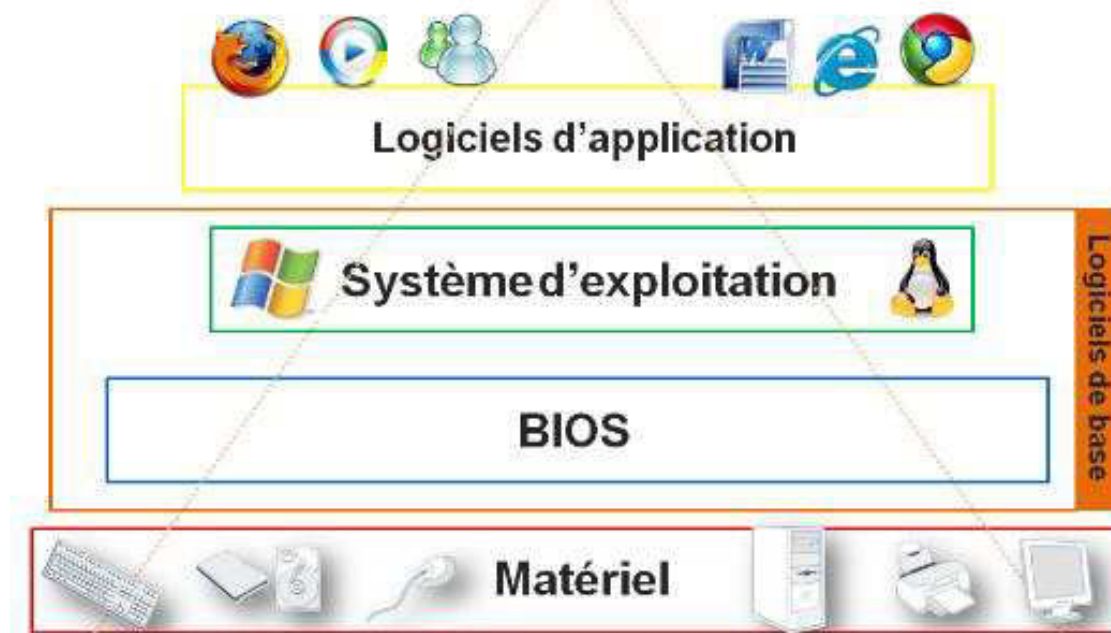 Logiciels d'application
Système d'exploitation
Logiciels de base
BIOS
Matériel